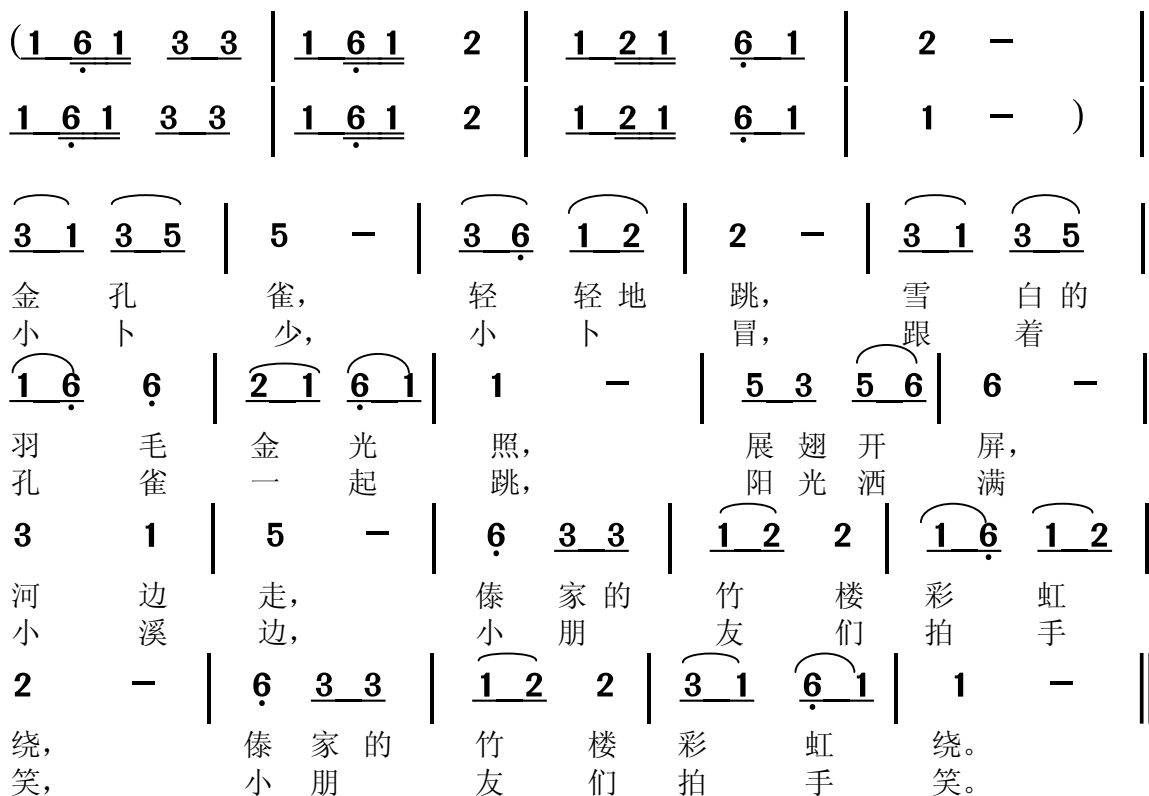 (1 6 1 3 3 | 1 6 1 2 | 1 2 1 6 1 | 2 – |
1 6 1 3 3 | 1 6 1 2 | 1 2 1 6 1 | 1 – ) |
3 1 3 5 | 5 – | 3 6 1 2 | 2 – | 3 1 3 5 |
金 孔 雀， 轻 轻 地 跳， 雪 白 的
小 卜 少， 小 卜 冒， 跟 着
1 6 6 | 2 1 6 1 | 1 – | 5 3 5 6 | 6 – |
羽 毛 金 光 照， 展 翅 开 屏，
孔 雀 一 起 跳， 阳 光 洒 满
3 1 | 5 – | 6 3 3 | 1 2 2 | 1 6 1 2 |
河 边 走， 傣 家 的 竹 楼 彩 虹
小 溪 边， 小 朋 友 们 拍 手
2 – | 6 3 3 | 1 2 2 | 3 1 6 1 | 1 – ‖
绕， 傣 家 的 竹 楼 彩 虹 绕。
笑， 小 朋 友 们 拍 手 笑。